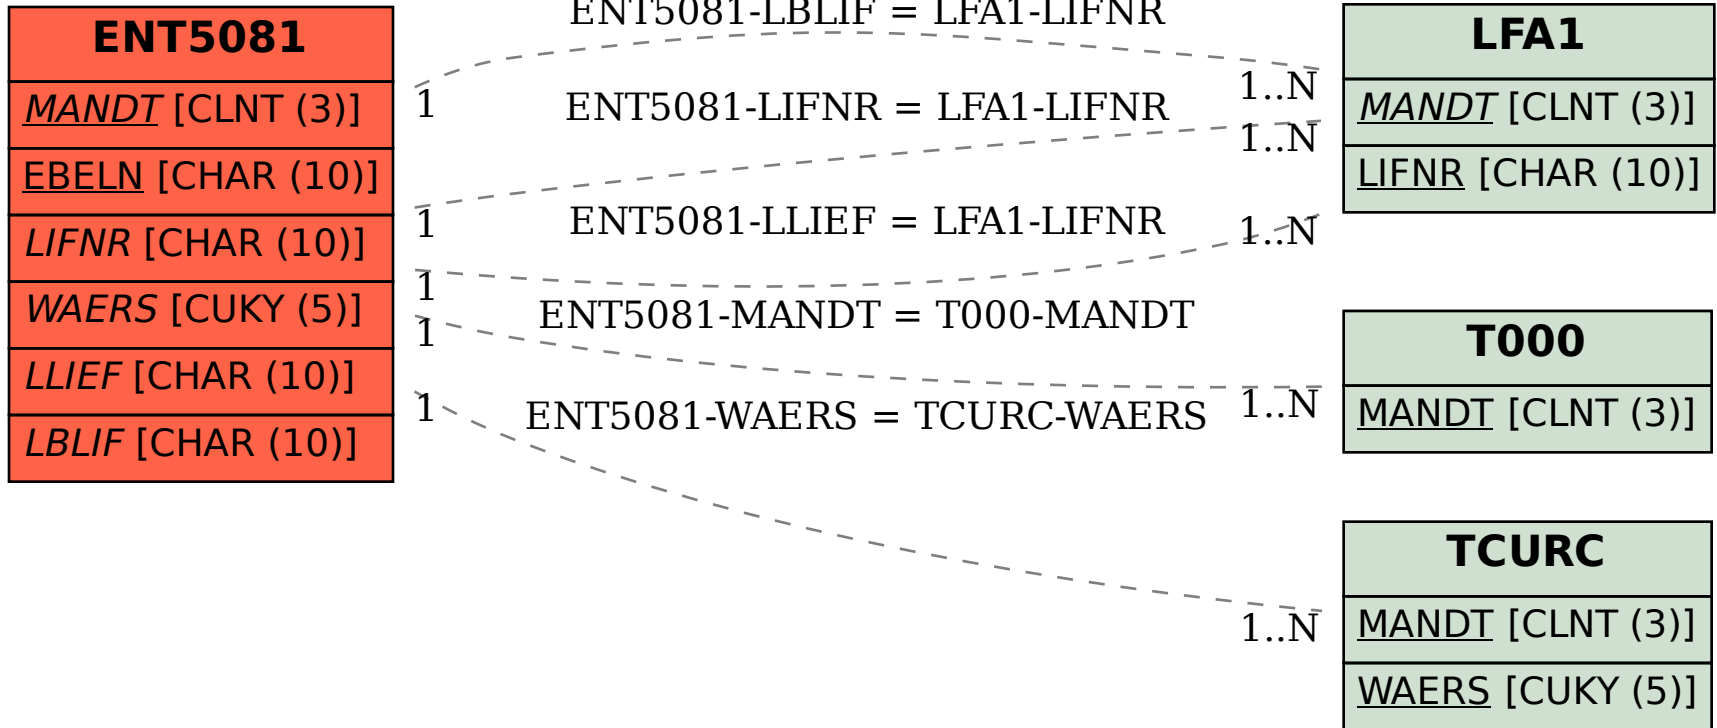 ENT5081
MANDT [CLNT (3)]
EBELN [CHAR (10)]
LIFNR [CHAR (10)]
WAERS [CUKY (5)]
LLIEF [CHAR (10)]
LBLIF [CHAR (10)]
ENT5081-LBLIF = LFA1-LIFNR
1
1..N
ENT5081-LIFNR = LFA1-LIFNR
1
1..N
ENT5081-LLIEF = LFA1-LIFNR
1
1..N
ENT5081-MANDT = T000-MANDT
1
1..N
ENT5081-WAERS = TCURC-WAERS
1
1..N
LFA1
MANDT [CLNT (3)]
LIFNR [CHAR (10)]
T000
MANDT [CLNT (3)]
TCURC
MANDT [CLNT (3)]
WAERS [CUKY (5)]